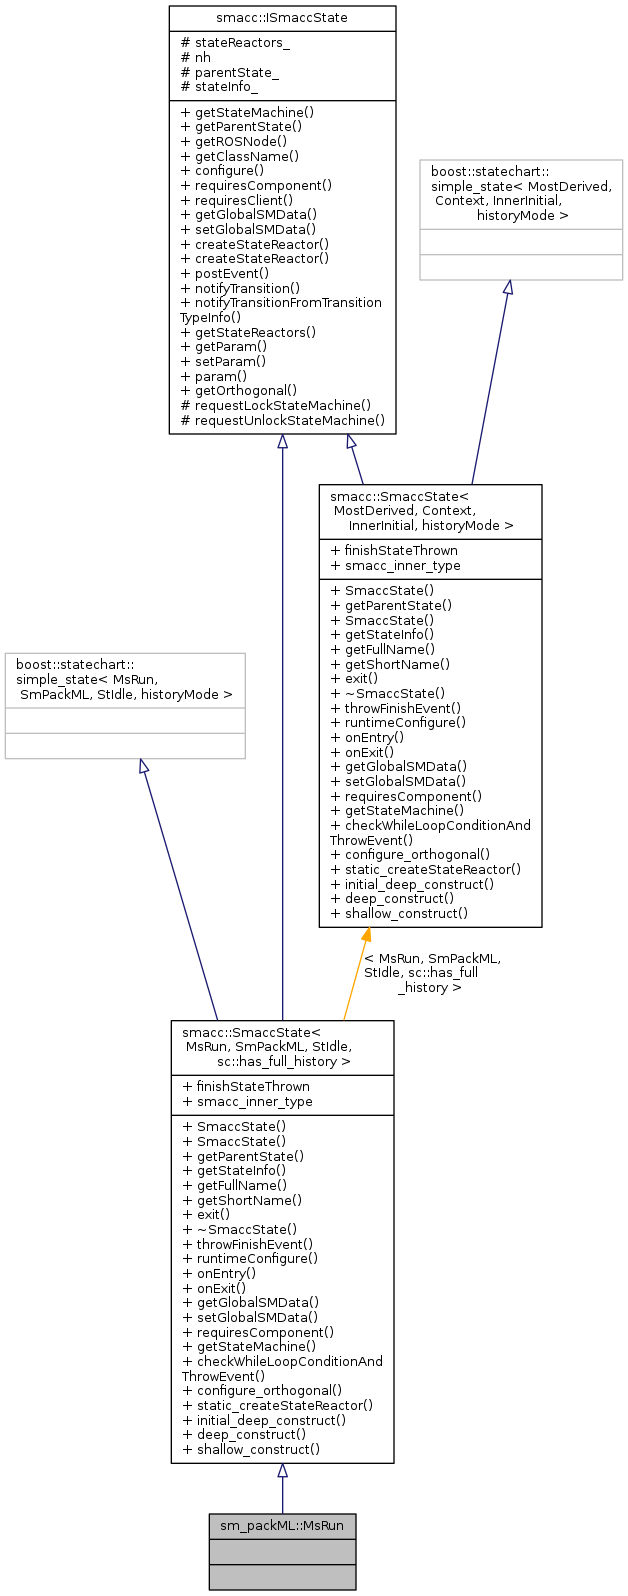 smacc::ISmaccState
# stateReactors_
# nh
# parentState_
# stateInfo_
+ getStateMachine()
+ getParentState()
+ getROSNode()
+ getClassName()
+ configure()
+ requiresComponent()
+ requiresClient()
+ getGlobalSMData()
+ setGlobalSMData()
+ createStateReactor()
+ createStateReactor()
+ postEvent()
+ notifyTransition()
+ notifyTransitionFromTransition
TypeInfo()
+ getStateReactors()
+ getParam()
+ setParam()
+ param()
+ getOrthogonal()
# requestLockStateMachine()
# requestUnlockStateMachine()
boost::statechart::
simple_state< MostDerived,
Context, InnerInitial,
historyMode >
smacc::SmaccState<
MostDerived, Context,
InnerInitial, historyMode >
+ finishStateThrown
+ smacc_inner_type
+ SmaccState()
+ getParentState()
+ SmaccState()
+ getStateInfo()
+ getFullName()
+ getShortName()
+ exit()
+ ~SmaccState()
+ throwFinishEvent()
+ runtimeConfigure()
+ onEntry()
+ onExit()
+ getGlobalSMData()
+ setGlobalSMData()
+ requiresComponent()
+ getStateMachine()
+ checkWhileLoopConditionAnd
ThrowEvent()
+ configure_orthogonal()
+ static_createStateReactor()
+ initial_deep_construct()
+ deep_construct()
+ shallow_construct()
boost::statechart::
simple_state< MsRun,
SmPackML, StIdle, historyMode >
< MsRun, SmPackML,
StIdle, sc::has_full
_history >
smacc::SmaccState<
MsRun, SmPackML, StIdle,
sc::has_full_history >
+ finishStateThrown
+ smacc_inner_type
+ SmaccState()
+ SmaccState()
+ getParentState()
+ getStateInfo()
+ getFullName()
+ getShortName()
+ exit()
+ ~SmaccState()
+ throwFinishEvent()
+ runtimeConfigure()
+ onEntry()
+ onExit()
+ getGlobalSMData()
+ setGlobalSMData()
+ requiresComponent()
+ getStateMachine()
+ checkWhileLoopConditionAnd
ThrowEvent()
+ configure_orthogonal()
+ static_createStateReactor()
+ initial_deep_construct()
+ deep_construct()
+ shallow_construct()
sm_packML::MsRun